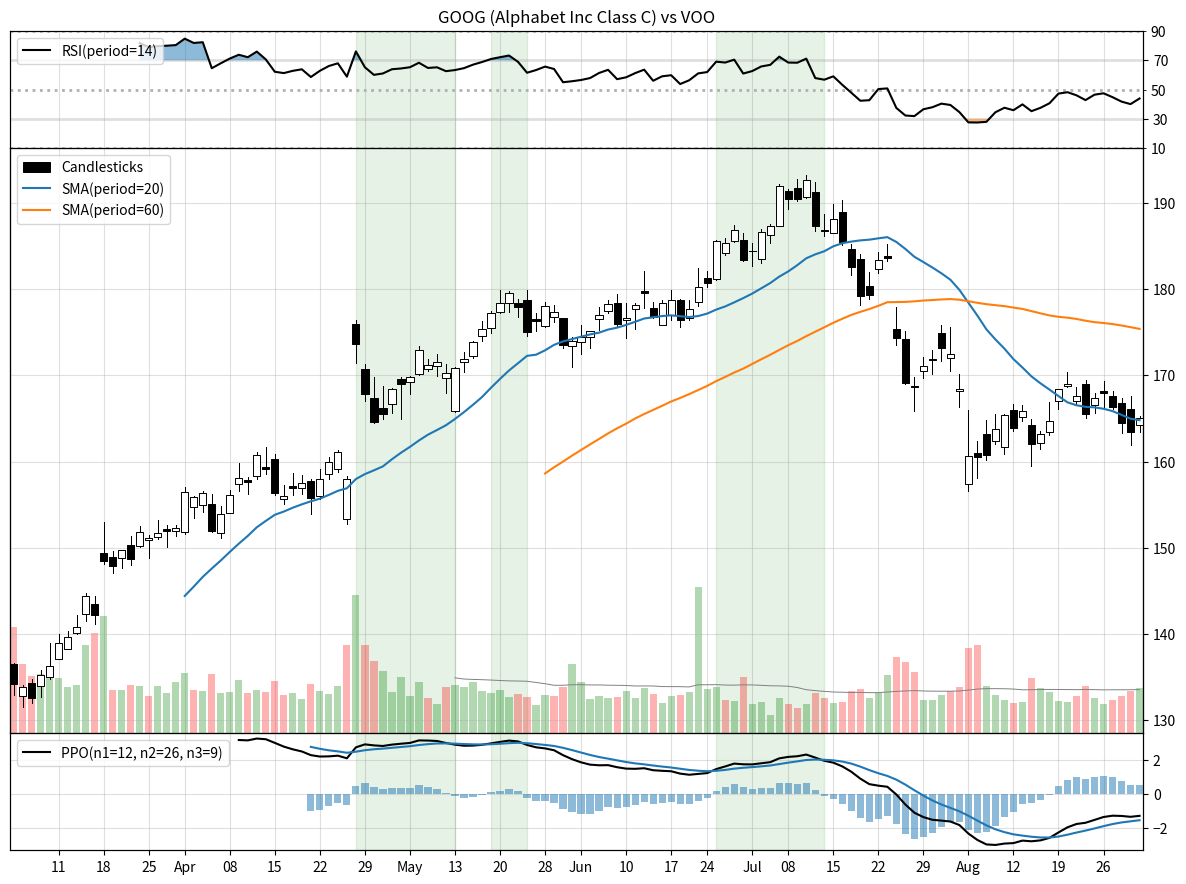 GOOG (Alphabet Inc Class C) vs VOO
RSI(period=14)
90
70
50
30
10
Candlesticks
SMA(period=20)
SMA(period=60)
190
180
170
160
150
140
130
PPO(n1=12, n2=26, n3=9)
2
0
−2
11 18 25 Apr 08 15 22 29 May 13 20 28 Jun 10 17 24 Jul 08 15 22 29 Aug 12 19 26